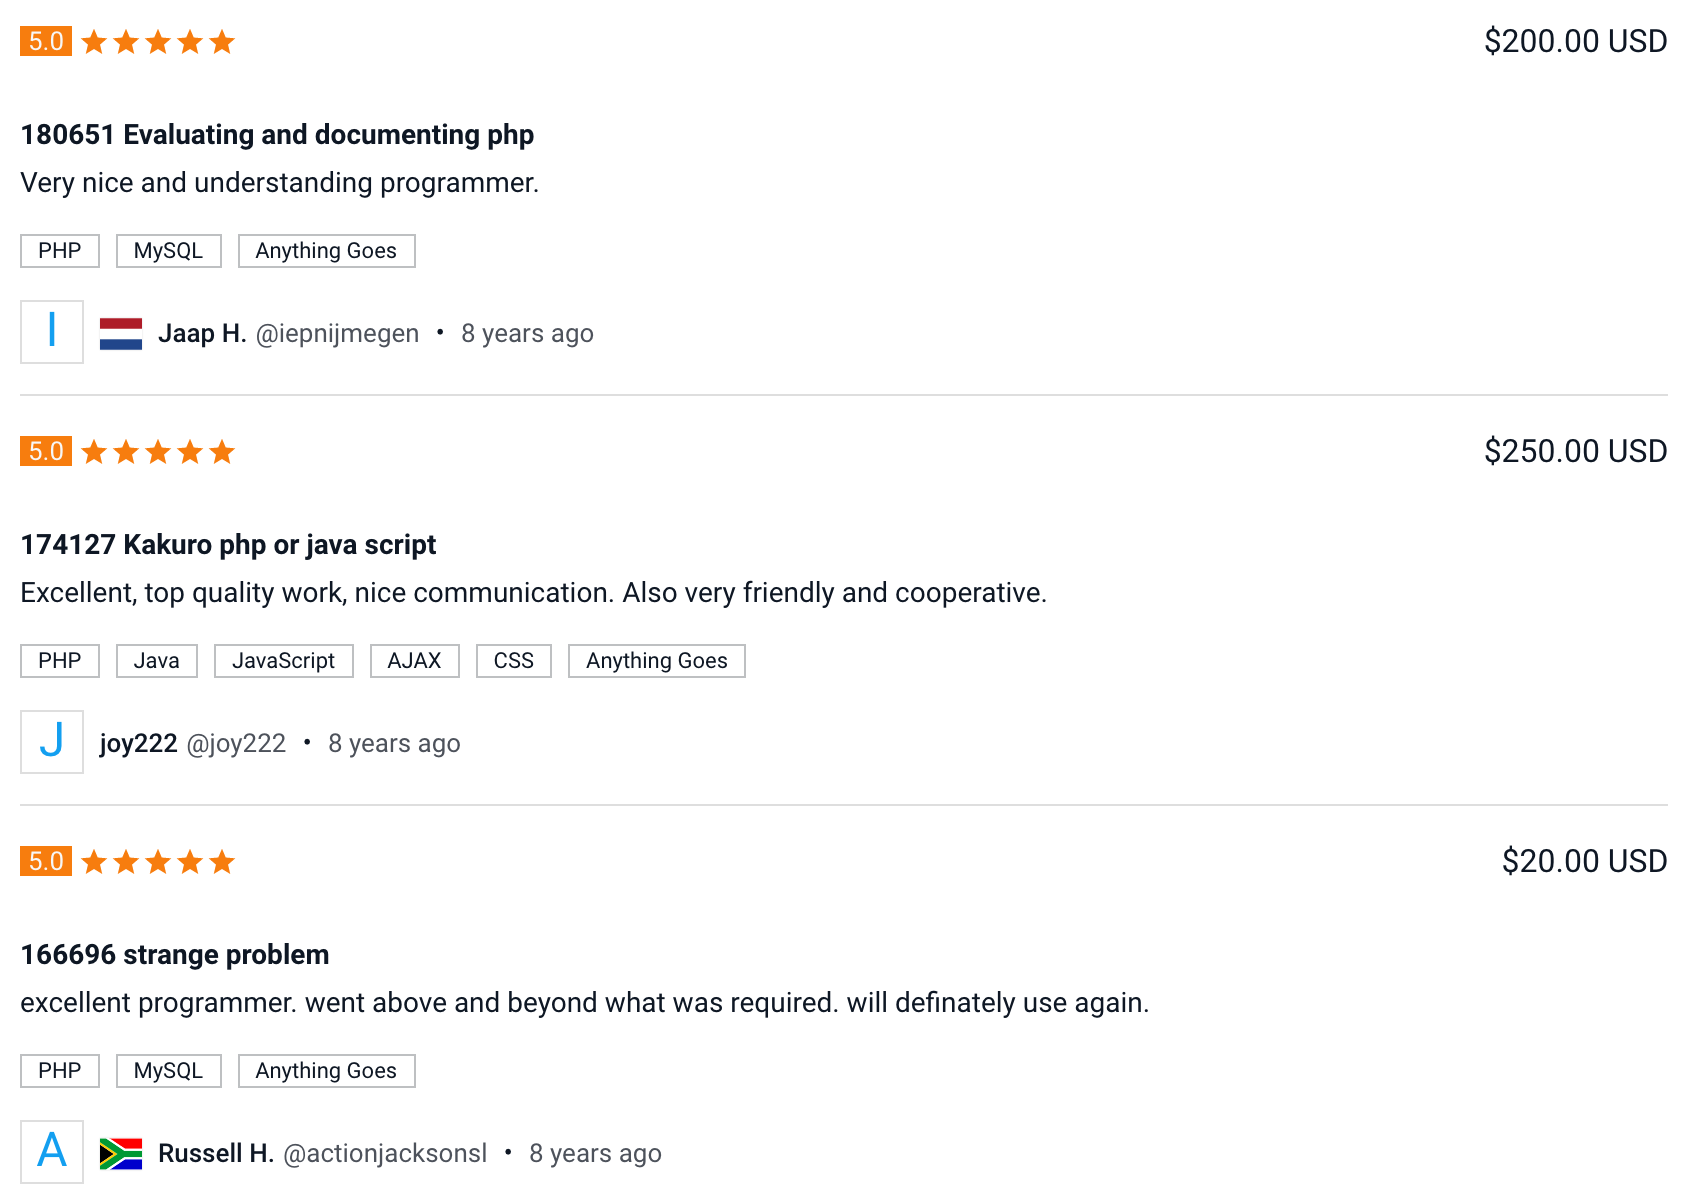 5.0 $200.00 USD
180651 Evaluating and documenting php
Very nice and understanding programmer.
PHP MySQL Anything Goes
I Jaap H. @iepnijmegen • 8 years ago
5.0 $250.00 USD
174127 Kakuro php or java script
Excellent, top quality work, nice communication. Also very friendly and cooperative.
PHP Java JavaScript AJAX CSS Anything Goes
J joy222 @joy222 • 8 years ago
5.0 $20.00 USD
166696 strange problem
excellent programmer. went above and beyond what was required. will definately use again.
PHP MySQL Anything Goes
A Russell H. @actionjacksonsl • 8 years ago